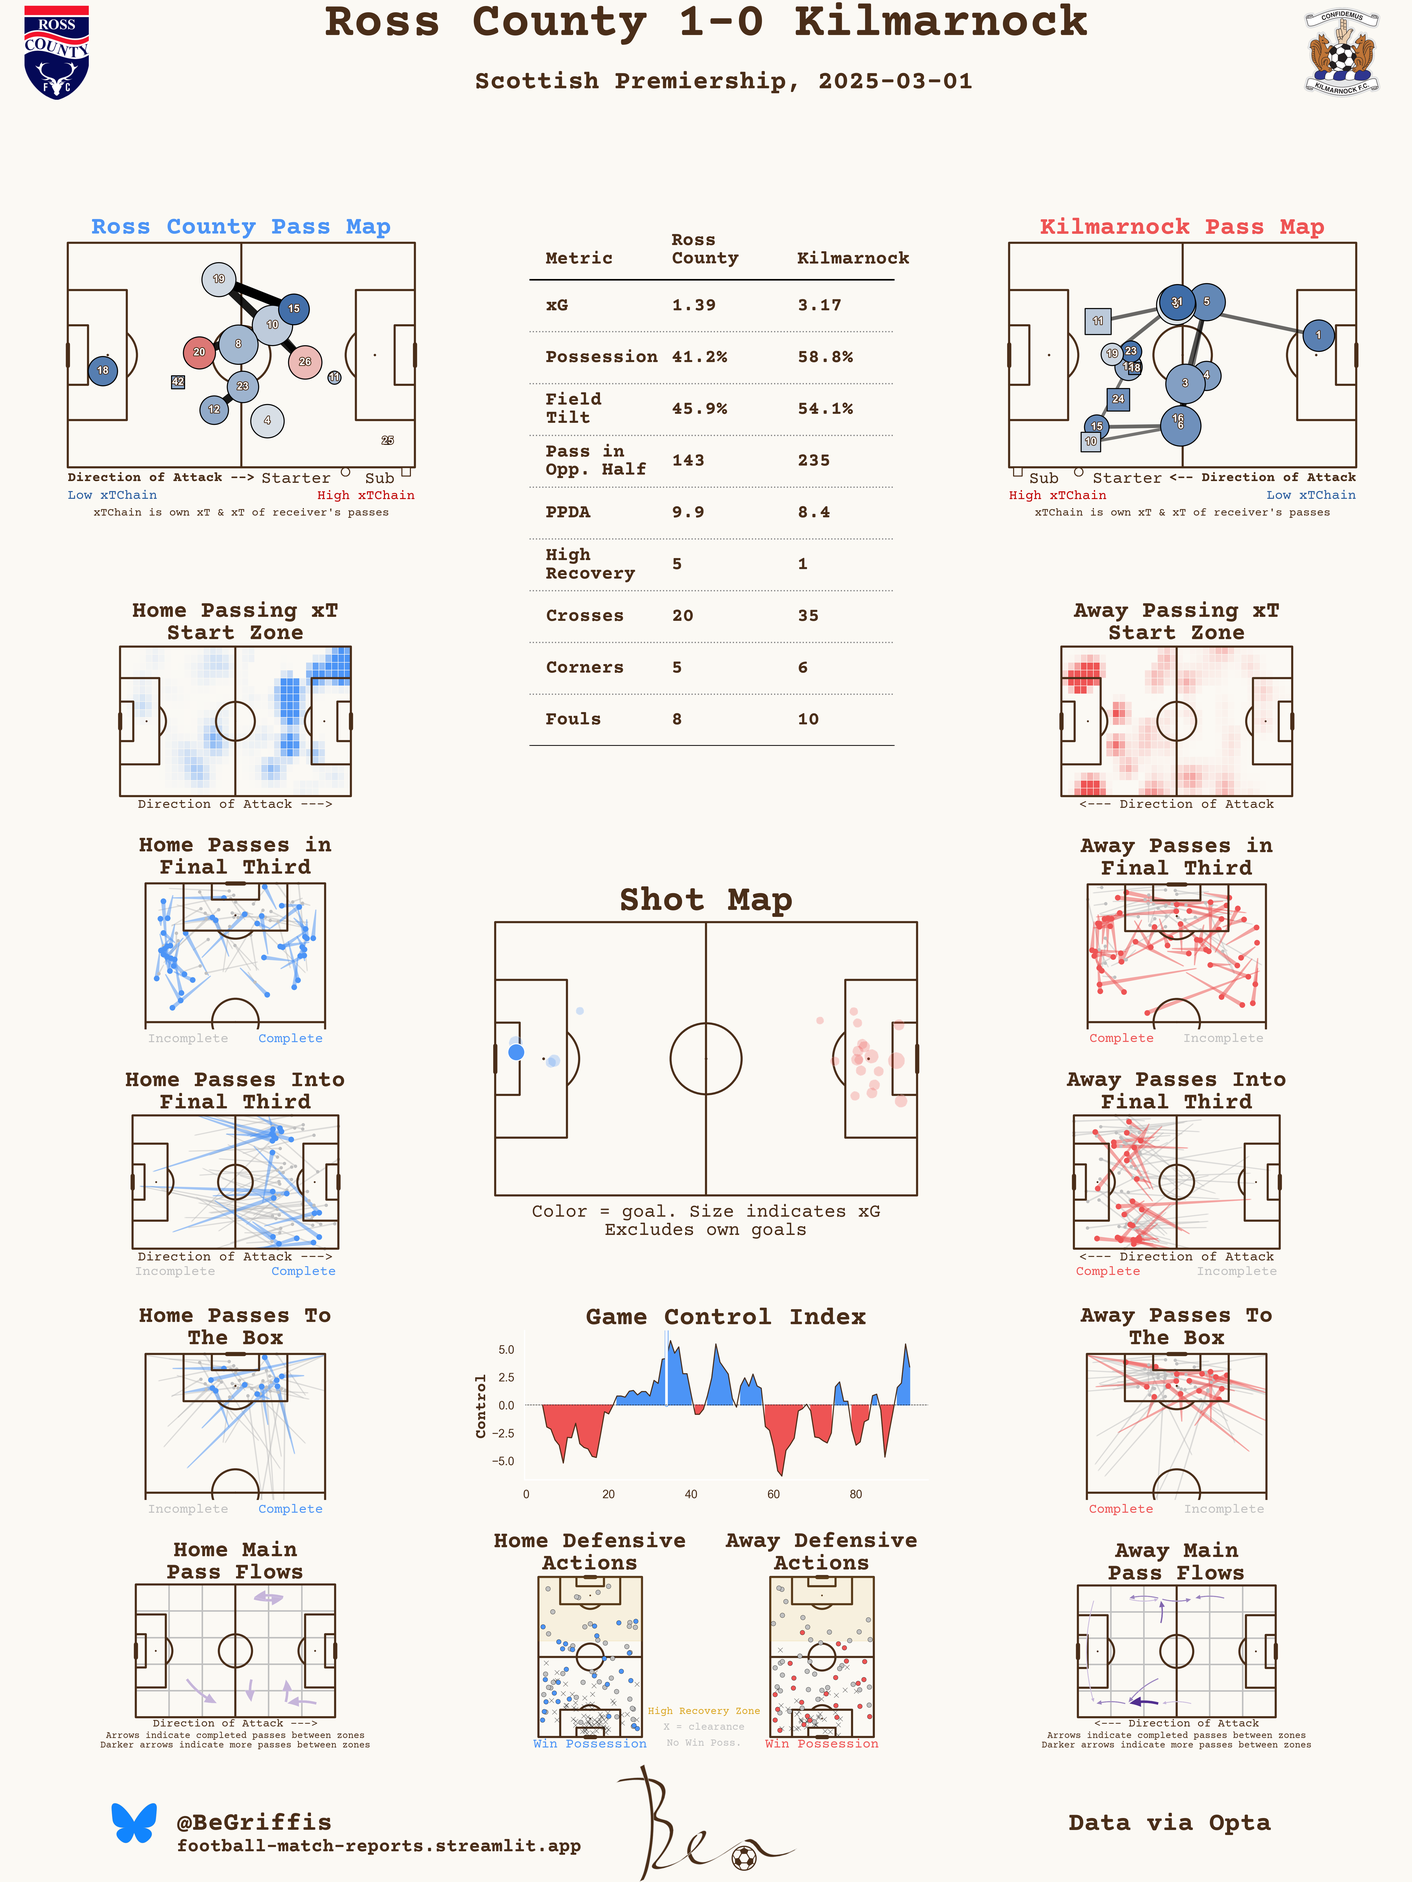 Ross County 1-0 Kilmarnock
Scottish Premiership, 2025-03-01
ROSS
COUNTY
F C
CONFIDEMUS
KILMARNOCK F.C.
Ross County Pass Map
19
15
10
8
20
26
18
42
11
23
12
4
25
Direction of Attack --> Starter Sub
Low xTChain High xTChain
xTChain is own xT & xT of receiver's passes
Metric Ross County Kilmarnock
xG 1.39 3.17
Possession 41.2% 58.8%
Field Tilt 45.9% 54.1%
Pass in Opp. Half 143 235
PPDA 9.9 8.4
High Recovery 5 1
Crosses 20 35
Corners 5 6
Fouls 8 10
Kilmarnock Pass Map
31
5
11
1
19
23
18
4
3
24
16
6
15
10
Sub Starter <-- Direction of Attack
High xTChain Low xTChain
xTChain is own xT & xT of receiver's passes
Home Passing xT
Start Zone
Direction of Attack --->
Away Passing xT
Start Zone
<--- Direction of Attack
Home Passes in
Final Third
Incomplete Complete
Away Passes in
Final Third
Complete Incomplete
Shot Map
Color = goal. Size indicates xG
Excludes own goals
Home Passes Into
Final Third
Direction of Attack --->
Incomplete Complete
Away Passes Into
Final Third
<--- Direction of Attack
Complete Incomplete
Home Passes To
The Box
Incomplete Complete
Game Control Index
Control
5.0
2.5
0.0
−2.5
−5.0
0 20 40 60 80
Away Passes To
The Box
Complete Incomplete
Home Main
Pass Flows
Direction of Attack --->
Arrows indicate completed passes between zones
Darker arrows indicate more passes between zones
Home Defensive
Actions
Win Possession
Away Defensive
Actions
Win Possession
High Recovery Zone
X = clearance
No Win Poss.
Away Main
Pass Flows
<--- Direction of Attack
Arrows indicate completed passes between zones
Darker arrows indicate more passes between zones
@BeGriffis
football-match-reports.streamlit.app
Ben
Data via Opta